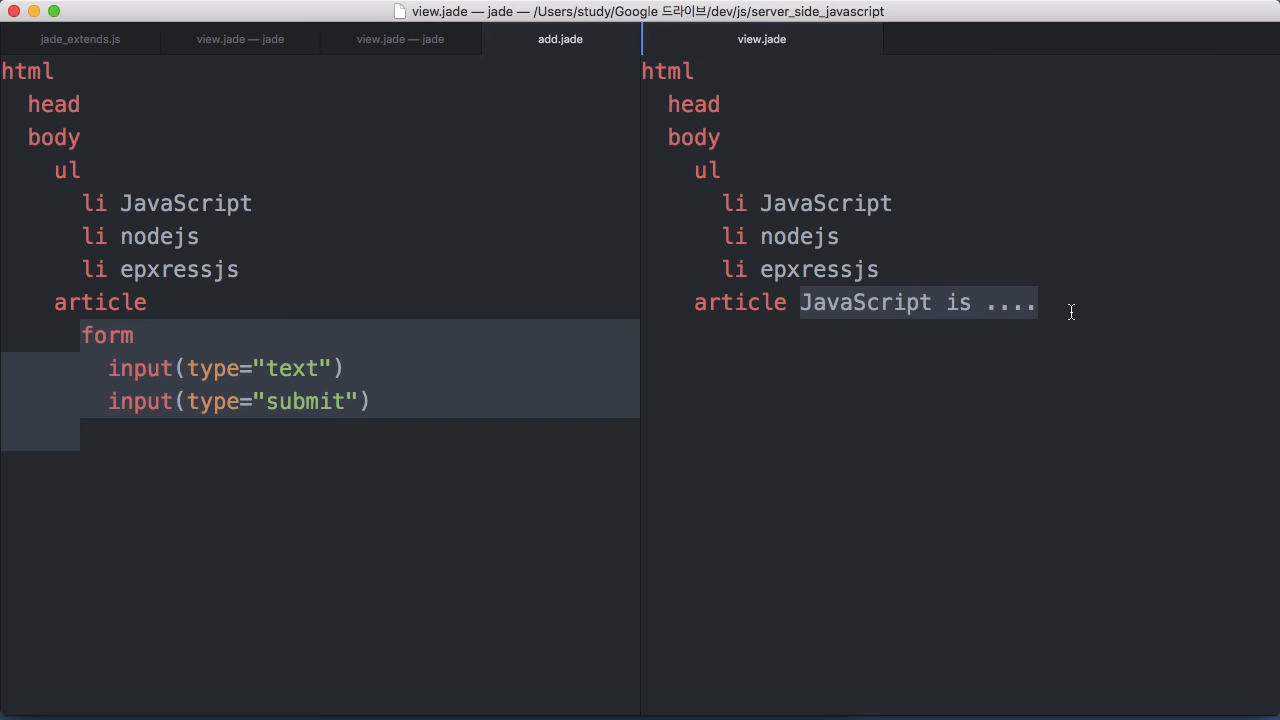 view.jade — jade — /Users/study/Google 드라이브/dev/js/server_side_javascript
jade_extends.js
view.jade — jade
view.jade — jade
add.jade
view.jade
html
head
body
ul
li JavaScript
li nodejs
li epxressjs
article
form
input(type="text")
input(type="submit")
html
head
body
ul
li JavaScript
li nodejs
li epxressjs
article JavaScript is ....